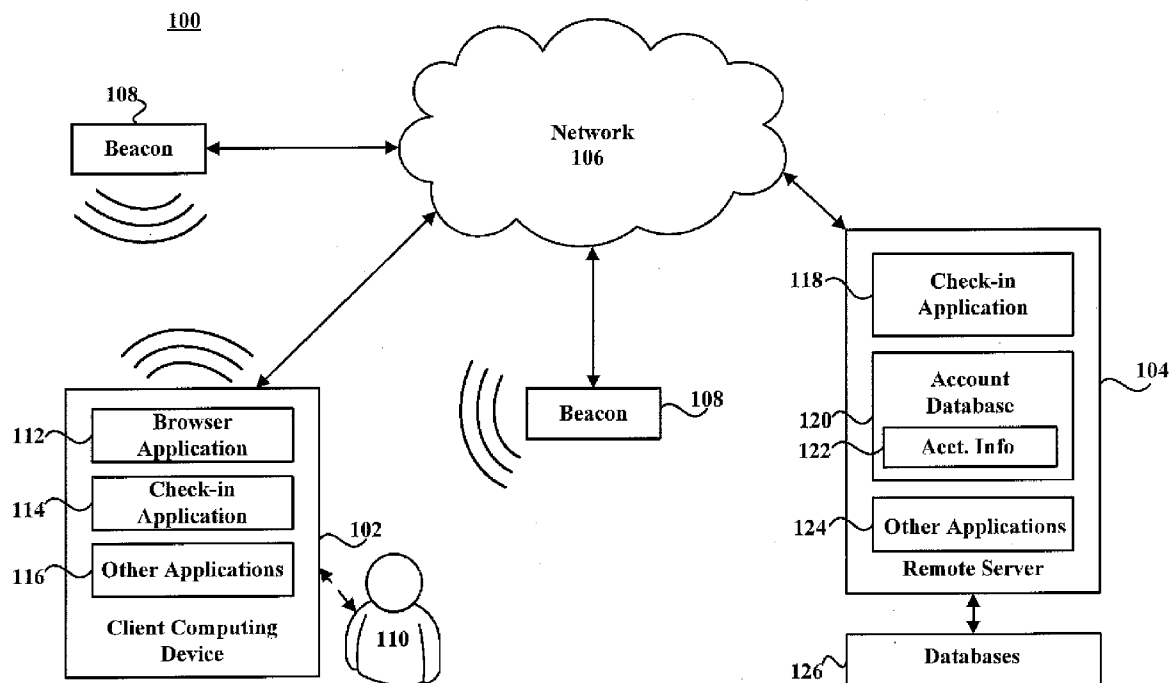 100
108
Beacon
Network
106
118
Check-in
Application
104
Account
Database
120
122
Acct. Info
124
Other Applications
Remote Server
Beacon
108
112
Browser
Application
114
Check-in
Application
102
116
Other Applications
Client Computing
Device
110
126
Databases